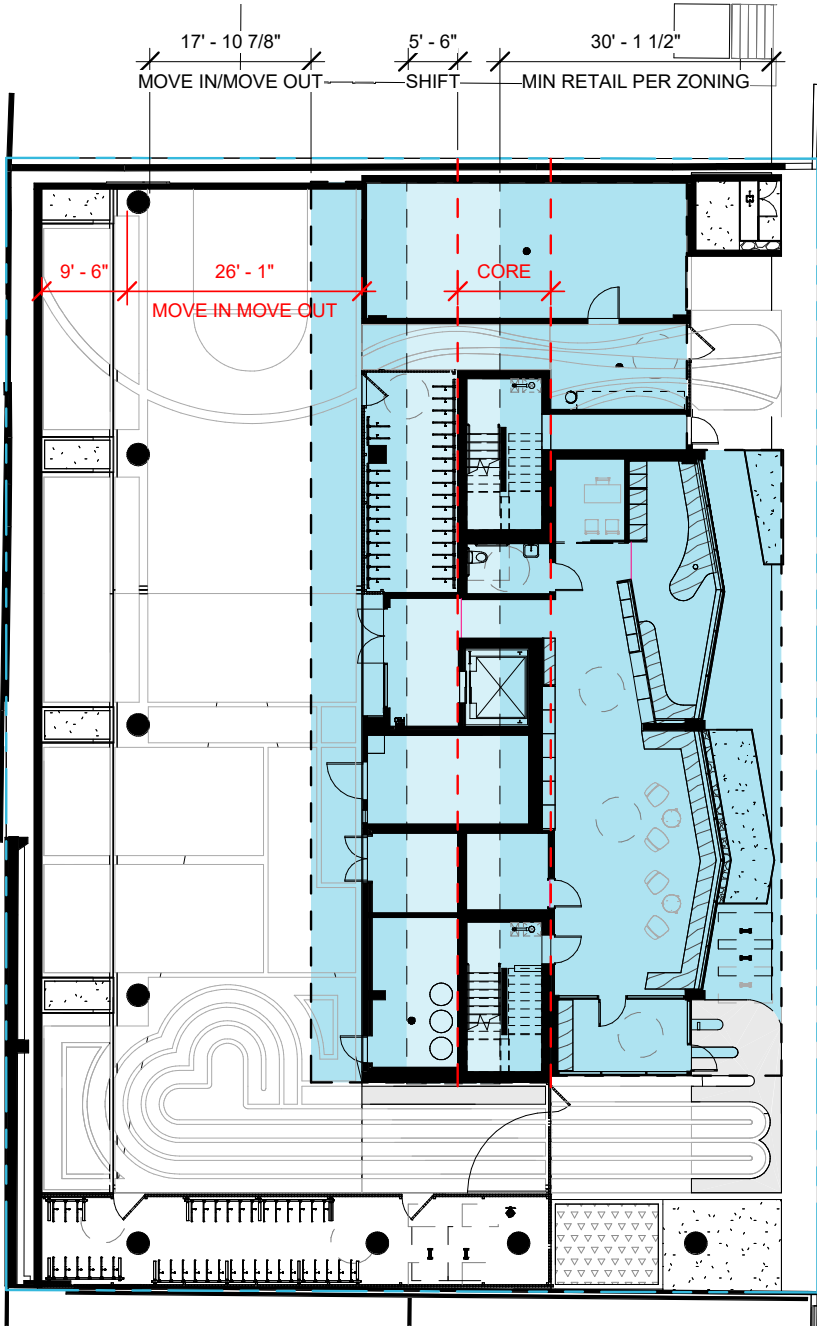 17' - 10 7/8" 5' - 6" 30' - 1 1/2"
MOVE IN/MOVE OUT SHIFT MIN RETAIL PER ZONING
9' - 6" 26' - 1" CORE
MOVE IN MOVE OUT